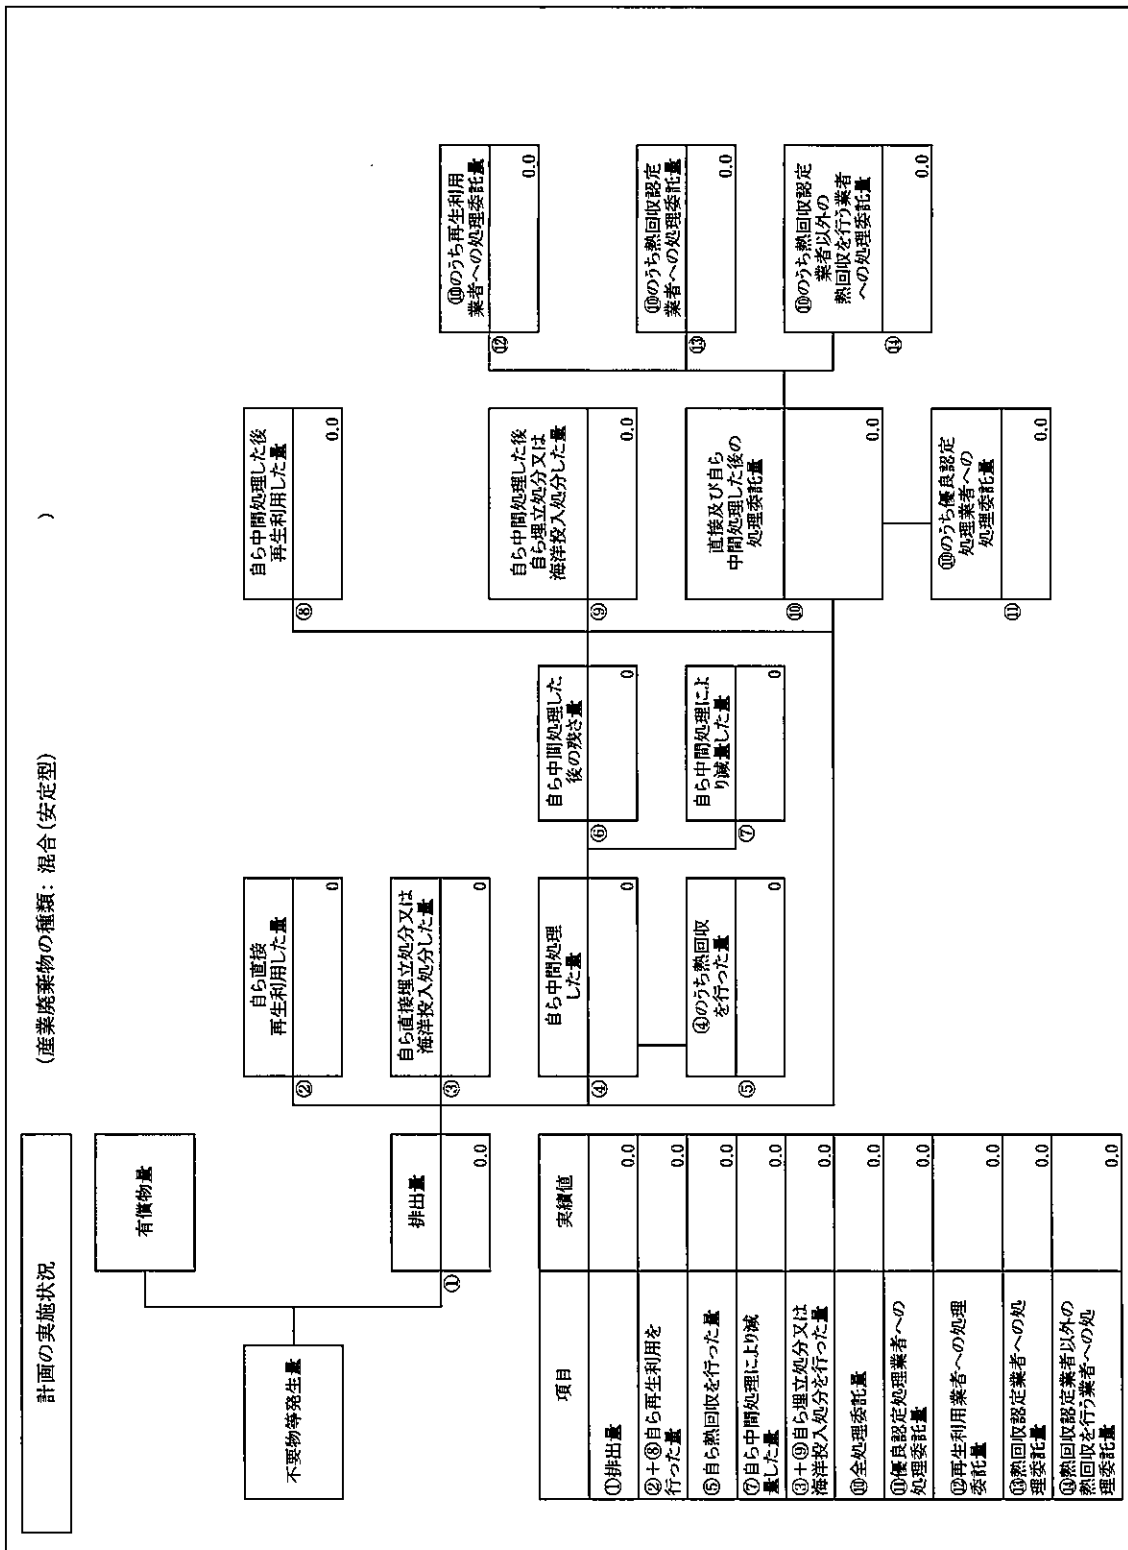 計画の実施状況
(産業廃棄物の種類: 混合(安定型) )
有償物量
不要物等発生量
排出量
①
0.0
自ら直接
再生利用した量
②
0
自ら直接埋立処分又は
海洋投入処分した量
③
0
自ら中間処理
した量
④
0
④のうち熱回収
を行った量
⑤
0
自ら中間処理した
後の残さ量
⑥
0
自ら中間処理によ
り減量した量
⑦
0
自ら中間処理した後
再生利用した量
⑧
0.0
自ら中間処理した後
自ら埋立処分又は
海洋投入処分した量
⑨
0.0
直接及び自ら
中間処理した後の
処理委託量
⑩
0.0
⑩のうち優良認定
処理業者への
処理委託量
⑪
0.0
⑩のうち再生利用
業者への処理委託量
⑫
0.0
⑩のうち熱回収認定
業者への処理委託量
⑬
0.0
⑩のうち熱回収認定
業者以外の
熱回収を行う業者
への処理委託量
⑭
0.0
項目 実績値
①排出量 0.0
②+⑧自ら再生利用を
行った量 0.0
⑤自ら熱回収を行った量 0.0
⑦自ら中間処理により減
量した量 0.0
③+⑨自ら埋立処分又は
海洋投入処分を行った量 0.0
⑩全処理委託量 0.0
⑪優良認定処理業者への
処理委託量 0.0
⑫再生利用業者への処理
委託量 0.0
⑬熱回収認定業者への処
理委託量 0.0
⑭熱回収認定業者以外の
熱回収を行う業者への処
理委託量 0.0